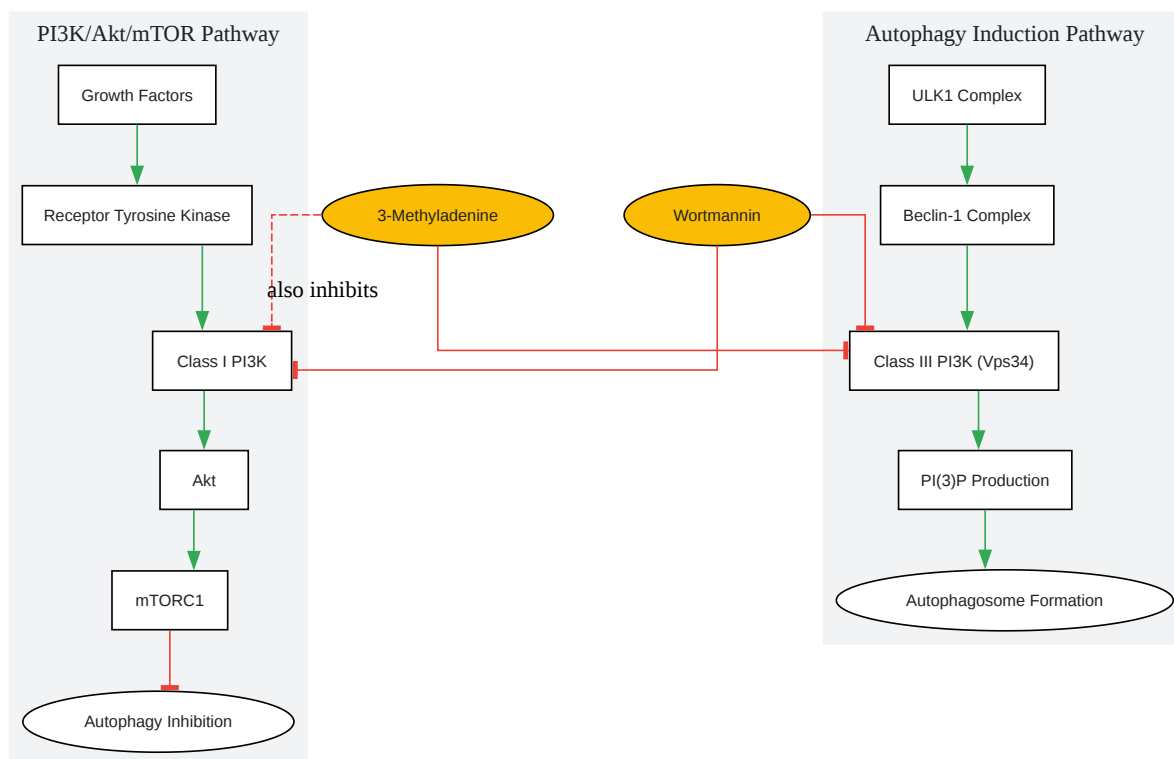 PI3K/Akt/mTOR Pathway
Autophagy Induction Pathway
Growth Factors
ULK1 Complex
Receptor Tyrosine Kinase
3-Methyladenine
Wortmannin
Beclin-1 Complex
also inhibits
Class I PI3K
Class III PI3K (Vps34)
Akt
PI(3)P Production
mTORC1
Autophagosome Formation
Autophagy Inhibition